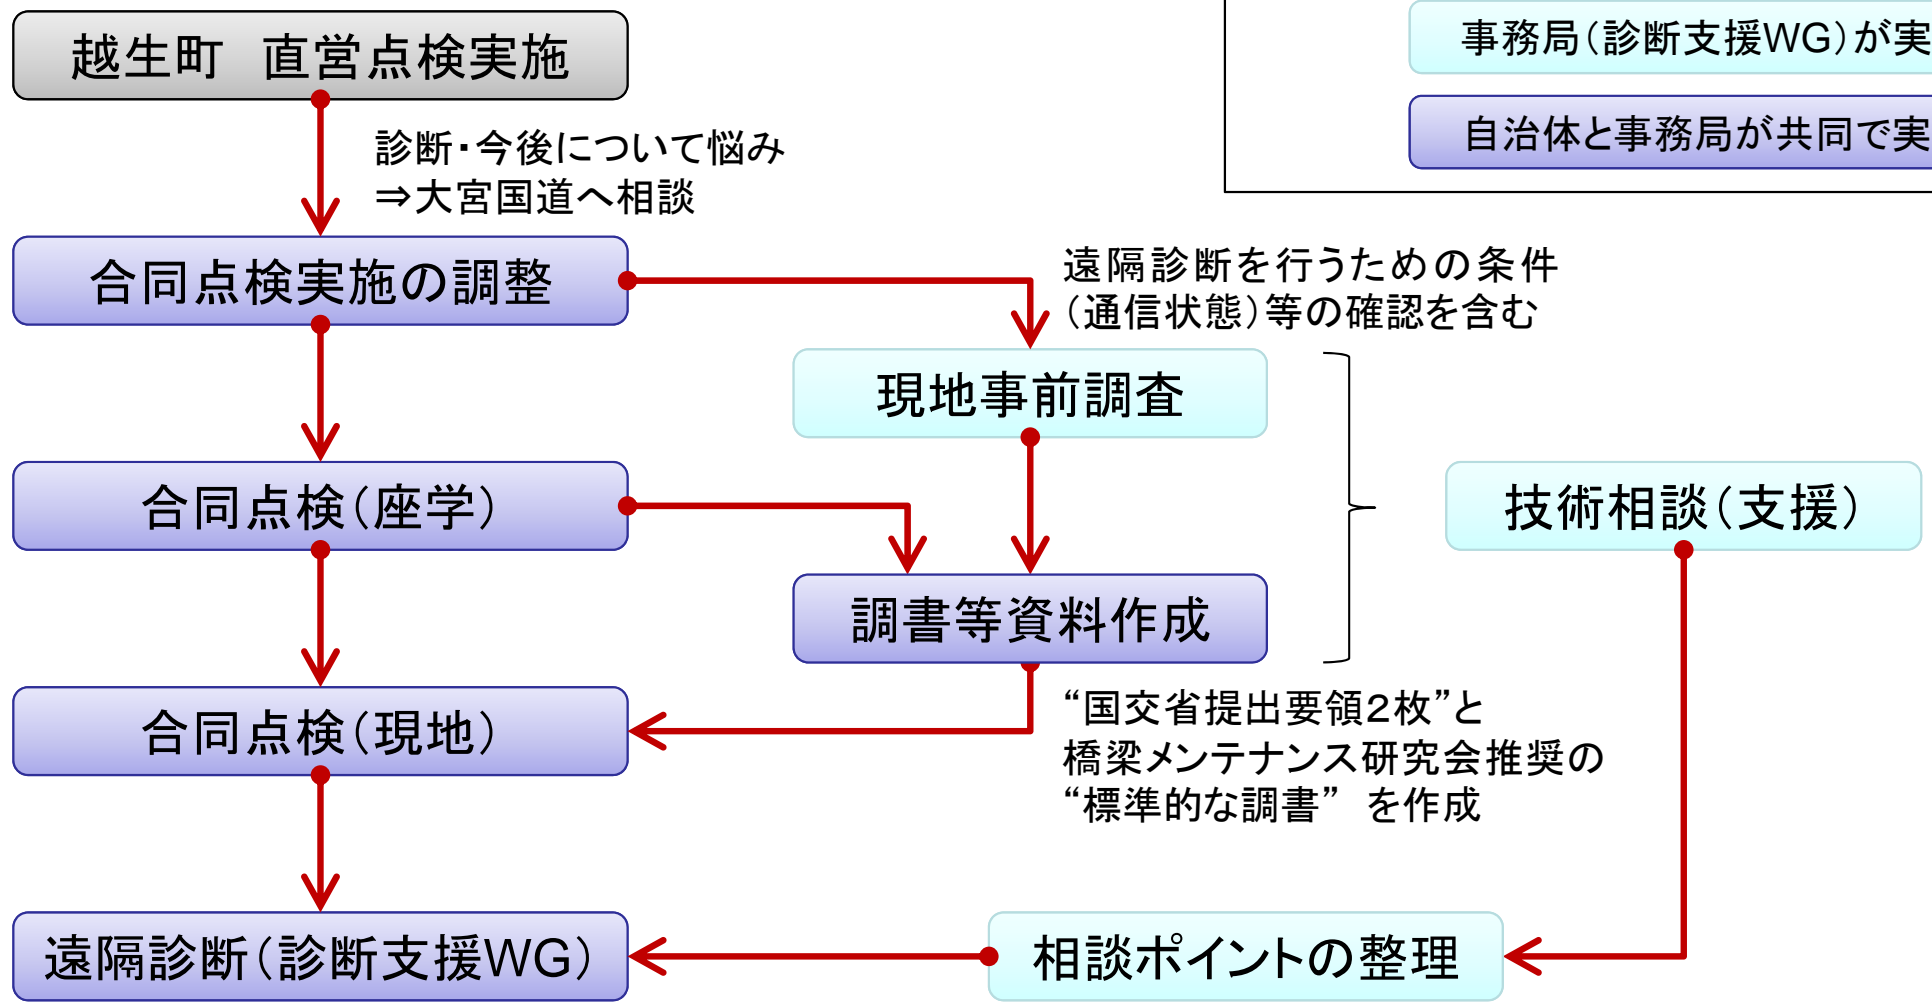 越生町　直営点検実施
事務局（診断支援WG）が実
自治体と事務局が共同で実
診断・今後について悩み
⇒大宮国道へ相談
合同点検実施の調整
遠隔診断を行うための条件
（通信状態）等の確認を含む
現地事前調査
合同点検（座学）
技術相談（支援）
調書等資料作成
合同点検（現地）
“国交省提出要領２枚”と
橋梁メンテナンス研究会推奨の
“標準的な調書” を作成
遠隔診断（診断支援WG）
相談ポイントの整理